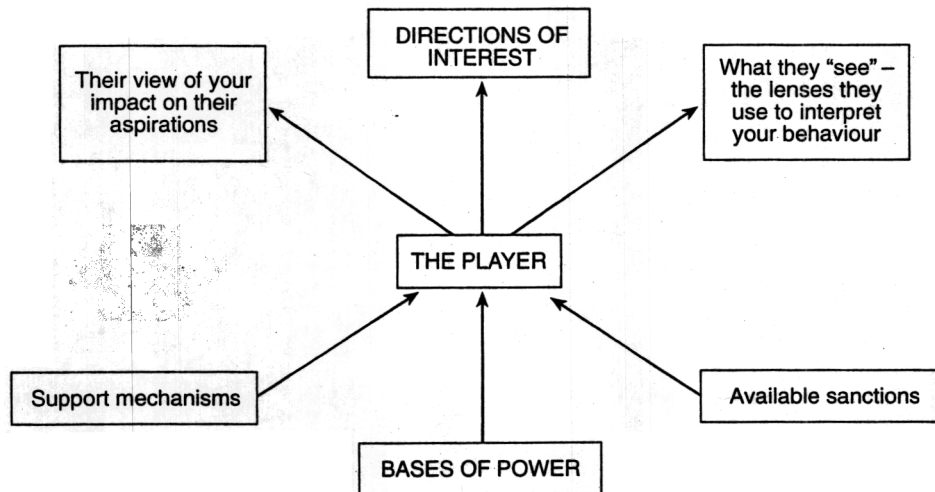 DIRECTIONS OF
INTEREST
Their view of your
impact on their
aspirations
What they “see” –
the lenses they
use to interpret
your behaviour
THE PLAYER
Support mechanisms
Available sanctions
BASES OF POWER